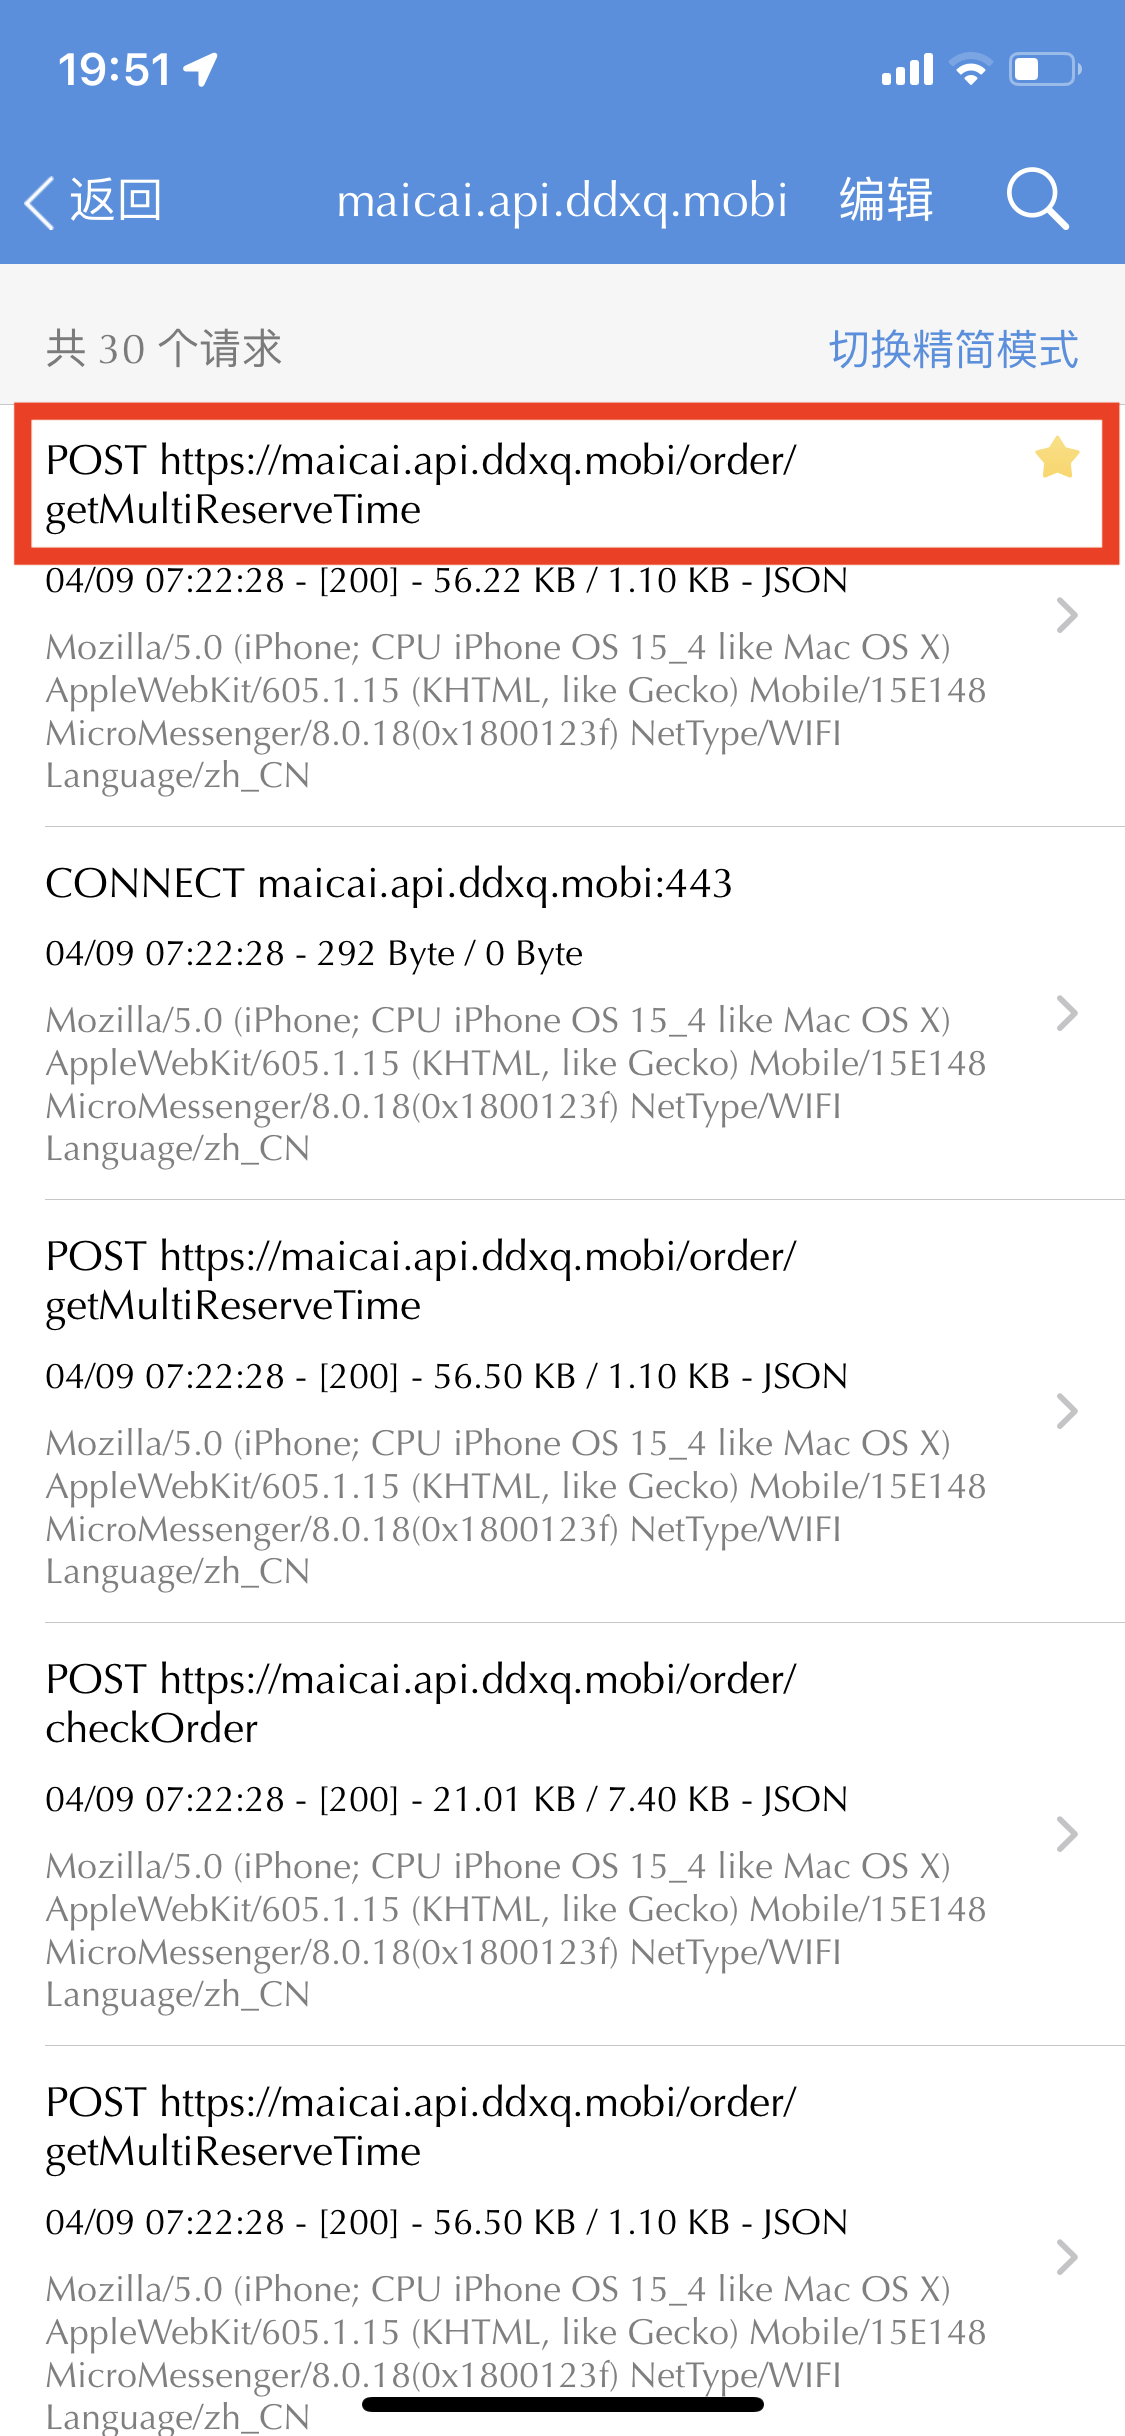 19:51
返回
maicai.api.ddxq.mobi
编辑
共 30 个请求
切换精简模式
POST https://maicai.api.ddxq.mobi/order/
getMultiReserveTime
04/09 07:22:28 - [200] - 56.22 KB / 1.10 KB - JSON
Mozilla/5.0 (iPhone; CPU iPhone OS 15_4 like Mac OS X)
AppleWebKit/605.1.15 (KHTML, like Gecko) Mobile/15E148
MicroMessenger/8.0.18(0x1800123f) NetType/WIFI
Language/zh_CN
CONNECT maicai.api.ddxq.mobi:443
04/09 07:22:28 - 292 Byte / 0 Byte
Mozilla/5.0 (iPhone; CPU iPhone OS 15_4 like Mac OS X)
AppleWebKit/605.1.15 (KHTML, like Gecko) Mobile/15E148
MicroMessenger/8.0.18(0x1800123f) NetType/WIFI
Language/zh_CN
POST https://maicai.api.ddxq.mobi/order/
getMultiReserveTime
04/09 07:22:28 - [200] - 56.50 KB / 1.10 KB - JSON
Mozilla/5.0 (iPhone; CPU iPhone OS 15_4 like Mac OS X)
AppleWebKit/605.1.15 (KHTML, like Gecko) Mobile/15E148
MicroMessenger/8.0.18(0x1800123f) NetType/WIFI
Language/zh_CN
POST https://maicai.api.ddxq.mobi/order/
checkOrder
04/09 07:22:28 - [200] - 21.01 KB / 7.40 KB - JSON
Mozilla/5.0 (iPhone; CPU iPhone OS 15_4 like Mac OS X)
AppleWebKit/605.1.15 (KHTML, like Gecko) Mobile/15E148
MicroMessenger/8.0.18(0x1800123f) NetType/WIFI
Language/zh_CN
POST https://maicai.api.ddxq.mobi/order/
getMultiReserveTime
04/09 07:22:28 - [200] - 56.50 KB / 1.10 KB - JSON
Mozilla/5.0 (iPhone; CPU iPhone OS 15_4 like Mac OS X)
AppleWebKit/605.1.15 (KHTML, like Gecko) Mobile/15E148
MicroMessenger/8.0.18(0x1800123f) NetType/WIFI
Language/zh_CN